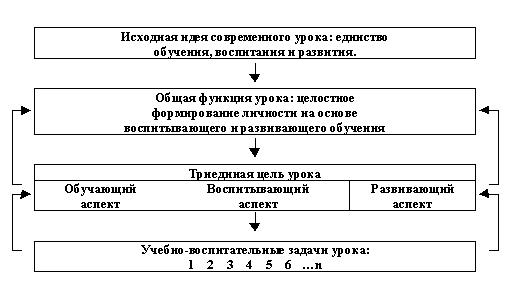 Исходная идея современного урока: единство
обучения, воспитания и развития.
Общая функция урока: целостное
формирование личности на основе
воспитывающего и развивающего обучения
Триединая цель урока
Обучающий Воспитывающий Развивающий
аспект аспект аспект
Учебно-воспитательные задачи урока:
1 2 3 4 5 6 …n